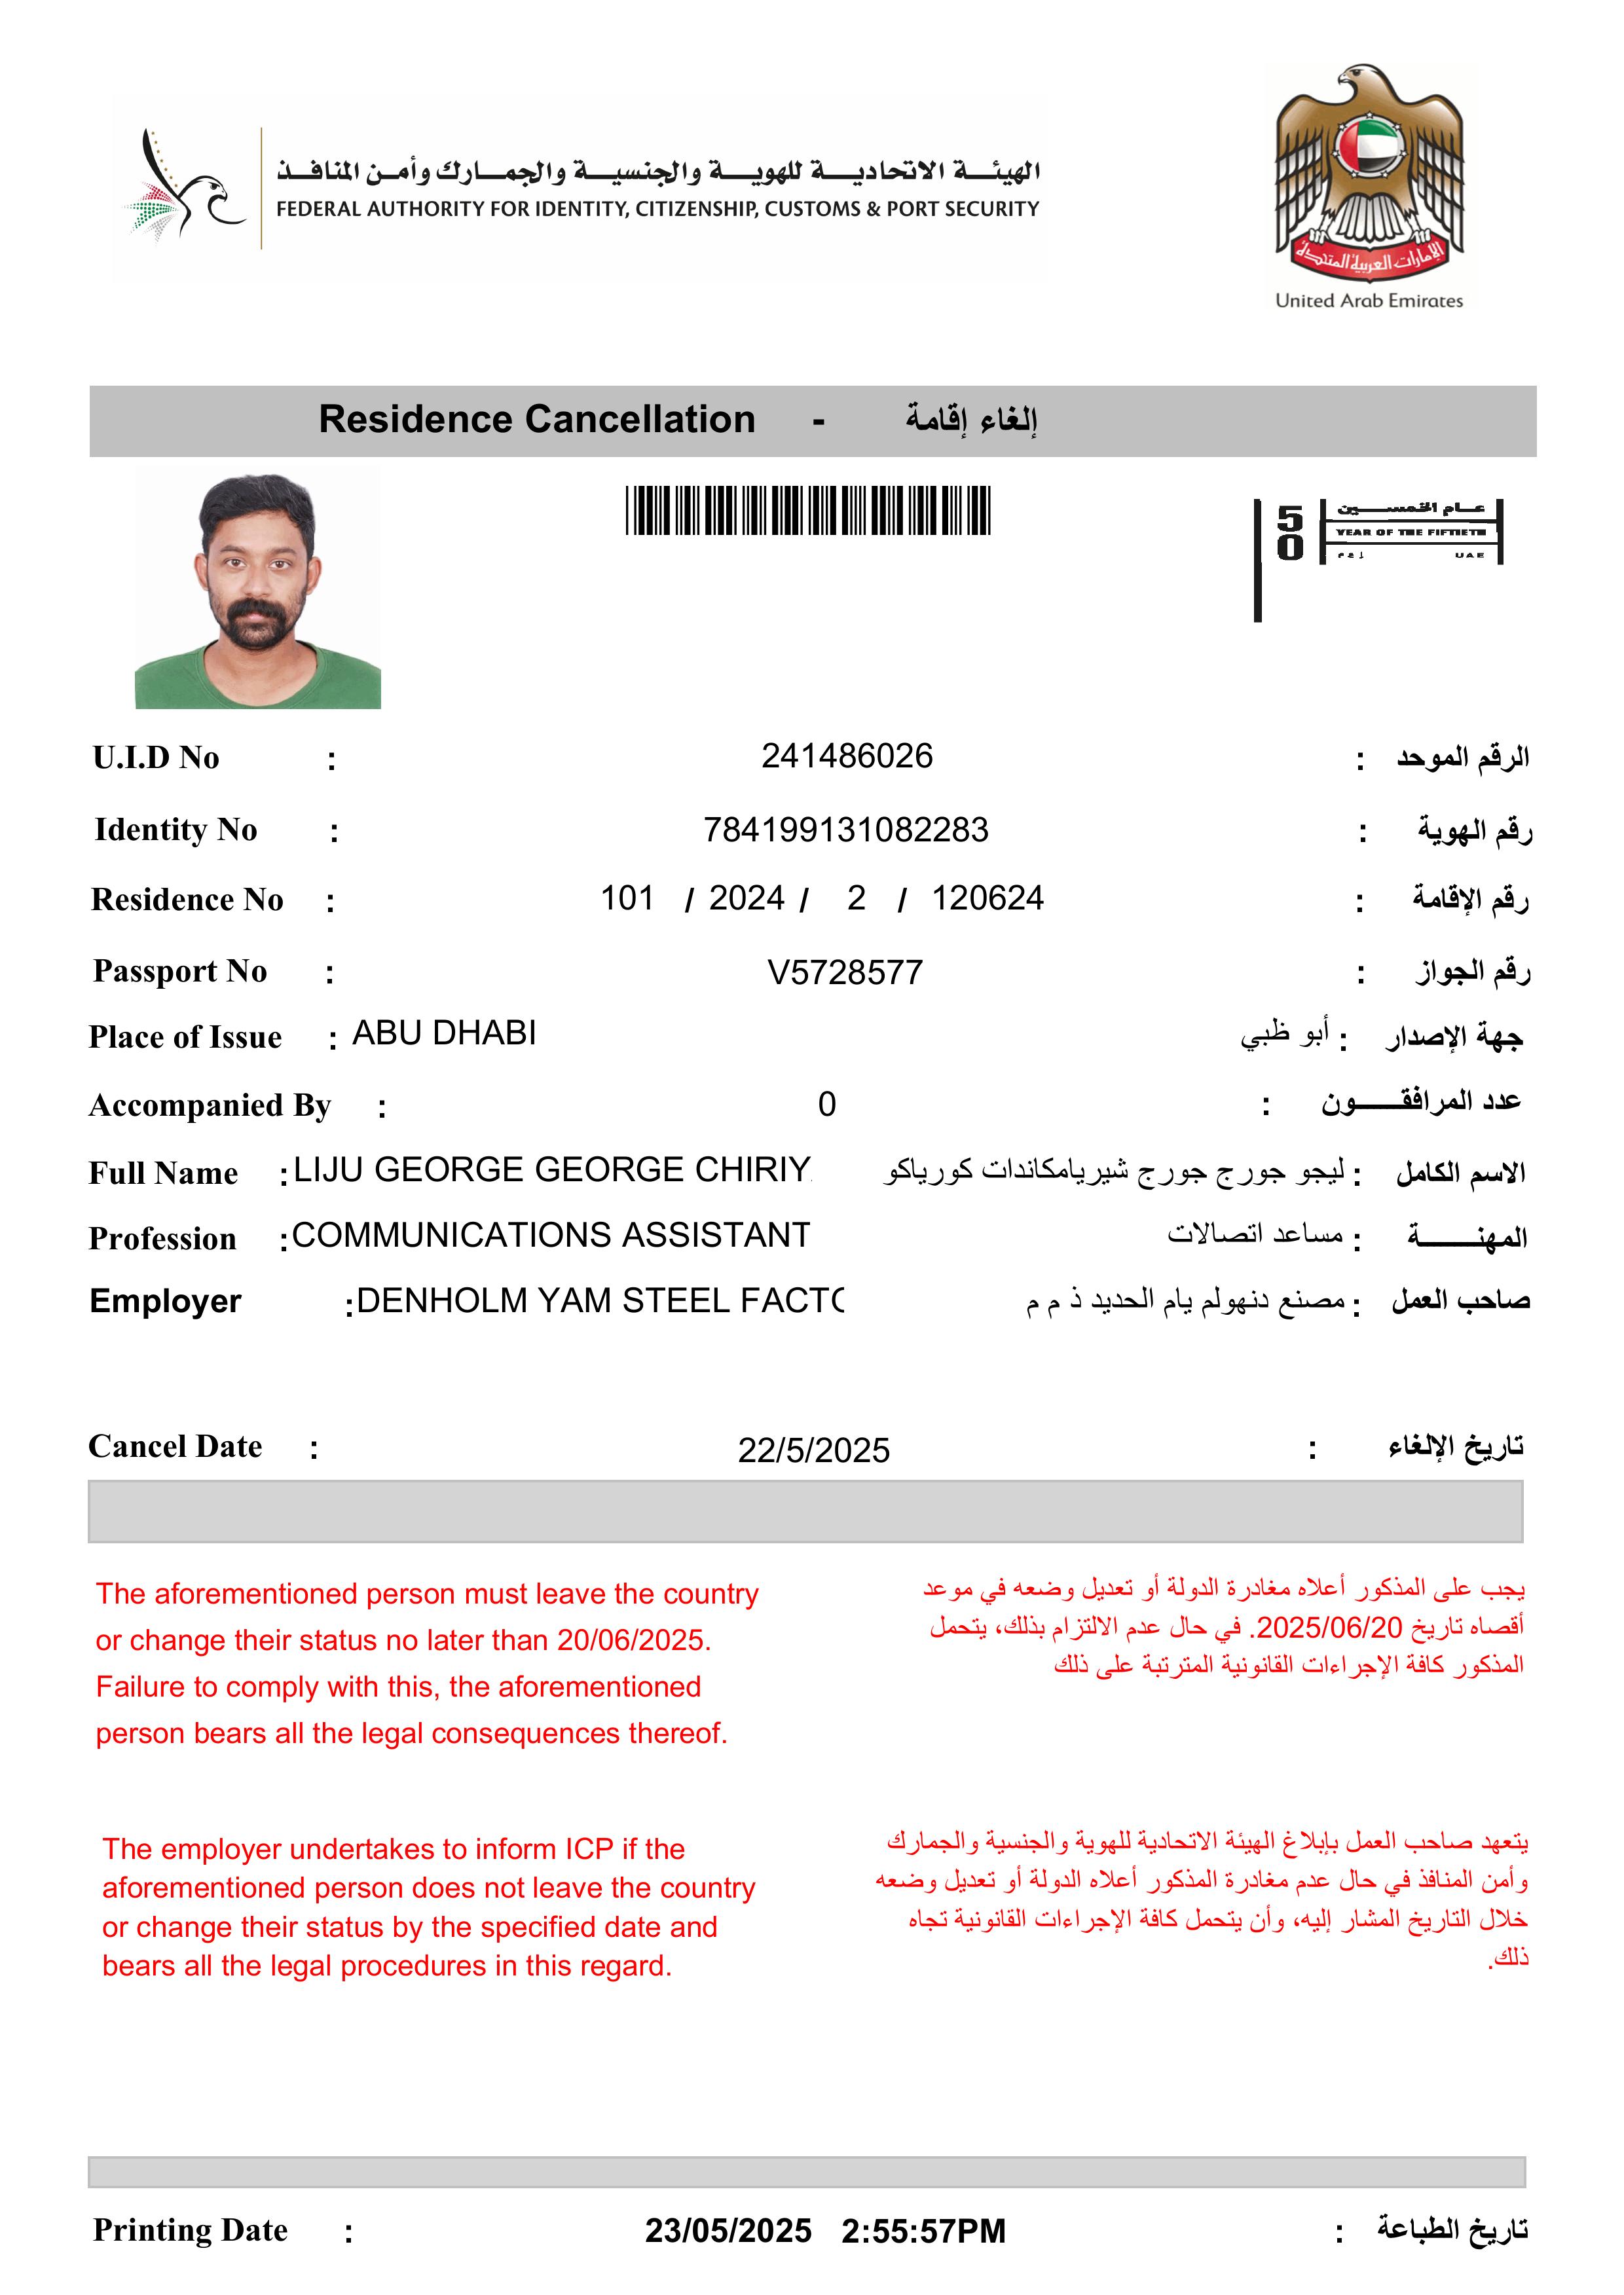 الهيئة الاتحادية للهوية والجنسية والجمارك وأمن المنافذ
FEDERAL AUTHORITY FOR IDENTITY, CITIZENSHIP, CUSTOMS & PORT SECURITY
الإمارات العربية المتحدة
United Arab Emirates
Residence Cancellation - إلغاء إقامة
50 عام الخمسين
YEAR OF THE FIFTIETH
UAE إ ع م
U.I.D No : 241486026 : الرقم الموحد
Identity No : 784199131082283 : رقم الهوية
Residence No : 101 / 2024 / 2 / 120624 : رقم الإقامة
Passport No : V5728577 : رقم الجواز
Place of Issue : ABU DHABI أبو ظبي : جهة الإصدار
Accompanied By : 0 : عدد المرافقون
Full Name : LIJU GEORGE GEORGE CHIRIY ليجو جورج جورج شيريامكاندات كورياكو : الاسم الكامل
Profession : COMMUNICATIONS ASSISTANT مساعد اتصالات : المهنة
Employer : DENHOLM YAM STEEL FACTO مصنع دنهولم يام الحديد ذ م م : صاحب العمل
Cancel Date : 22/5/2025 : تاريخ الإلغاء
The aforementioned person must leave the country
or change their status no later than 20/06/2025.
Failure to comply with this, the aforementioned
person bears all the legal consequences thereof.
يجب على المذكور أعلاه مغادرة الدولة أو تعديل وضعه في موعد
أقصاه تاريخ 2025/06/20. في حال عدم الالتزام بذلك، يتحمل
المذكور كافة الإجراءات القانونية المترتبة على ذلك
The employer undertakes to inform ICP if the
aforementioned person does not leave the country
or change their status by the specified date and
bears all the legal procedures in this regard.
يتعهد صاحب العمل بإبلاغ الهيئة الاتحادية للهوية والجنسية والجمارك
وأمن المنافذ في حال عدم مغادرة المذكور أعلاه الدولة أو تعديل وضعه
خلال التاريخ المشار إليه، وأن يتحمل كافة الإجراءات القانونية تجاه
ذلك.
Printing Date : 23/05/2025 2:55:57PM : تاريخ الطباعة